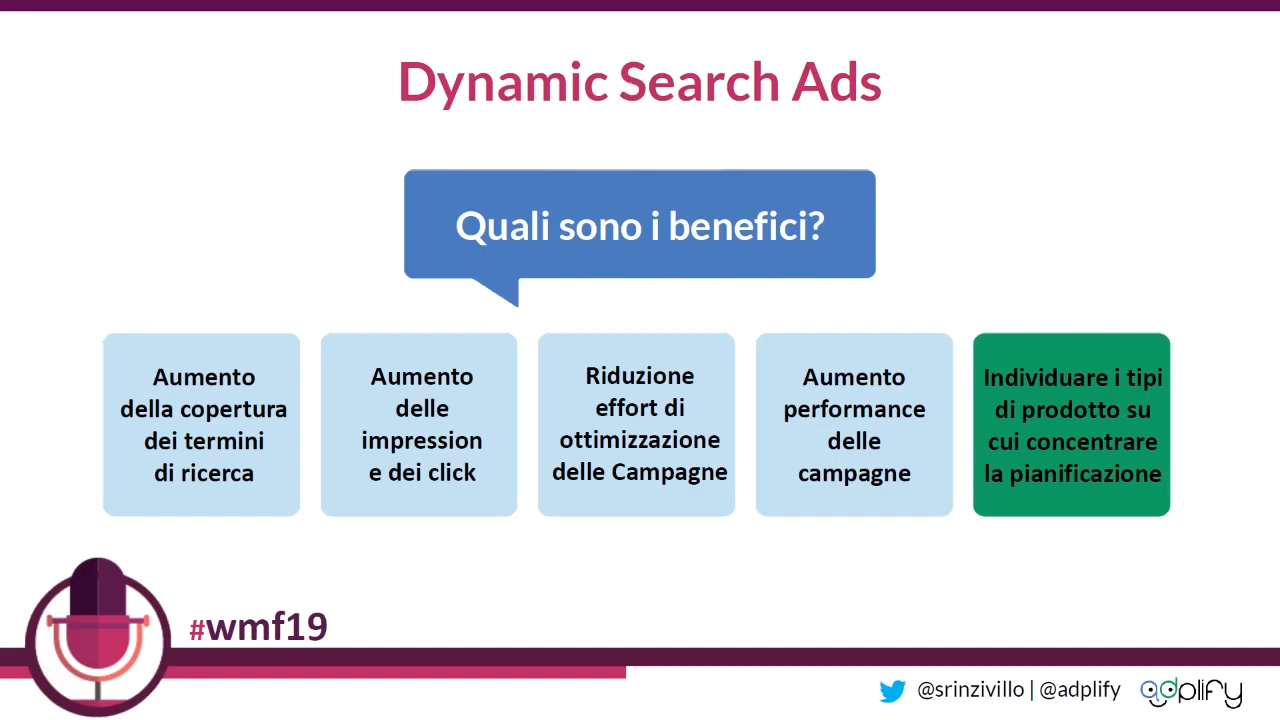 Dynamic Search Ads
Quali sono i benefici?
Aumento
della copertura
dei termini
di ricerca
Aumento
delle
impression
e dei click
Riduzione
effort di
ottimizzazione
delle Campagne
Aumento
performance
delle
campagne
Individuare i tipi
di prodotto su
cui concentrare
la pianificazione
#wmf19
@srinzivillo | @adplify
adplify